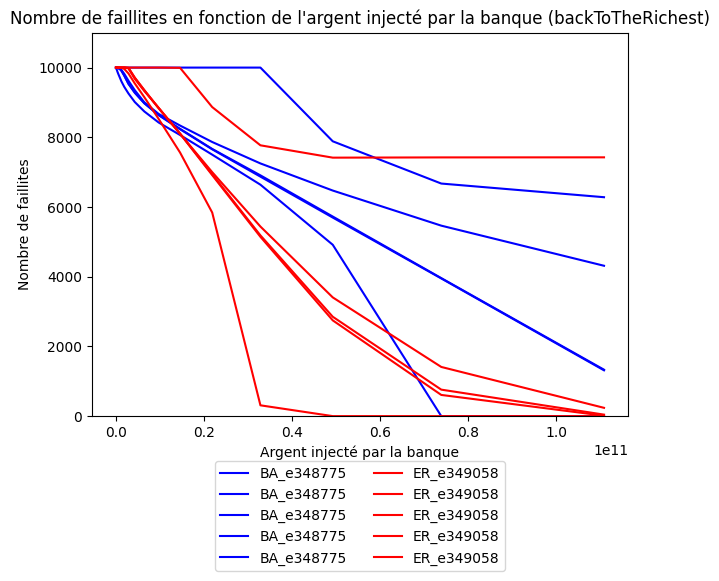 Nombre de faillites en fonction de l'argent injecté par la banque (backToTheRichest)
10000
8000
6000
4000
2000
0
Nombre de faillites
0.0 0.2 0.4 0.6 0.8 1.0
1e11
Argent injecté par la banque
BA_e348775 ER_e349058
BA_e348775 ER_e349058
BA_e348775 ER_e349058
BA_e348775 ER_e349058
BA_e348775 ER_e349058